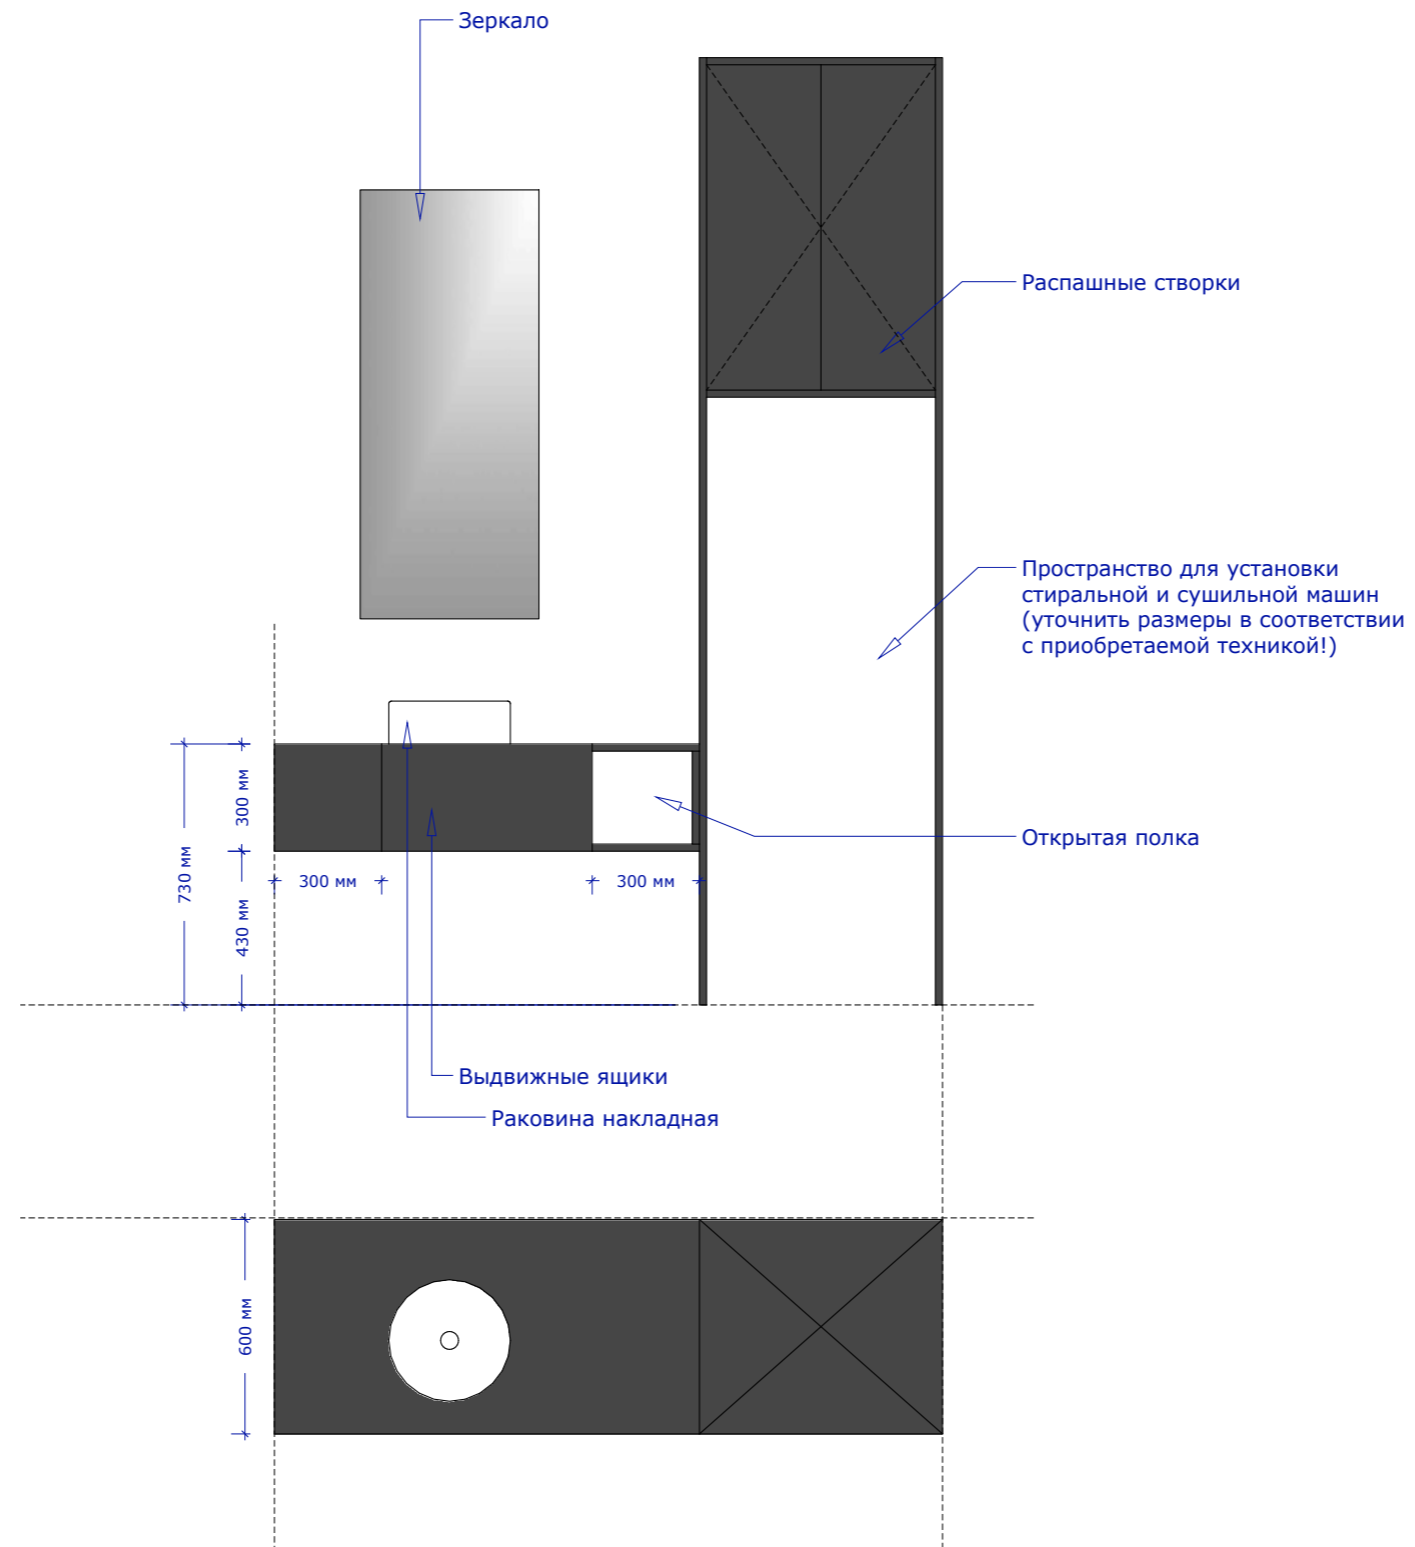 Зеркало
Распашные створки
Пространство для установки
стиральной и сушильной машин
(уточнить размеры в соответствии
с приобретаемой техникой!)
300 мм
730 мм
430 мм
300 мм
300 мм
Открытая полка
Выдвижные ящики
Раковина накладная
600 мм